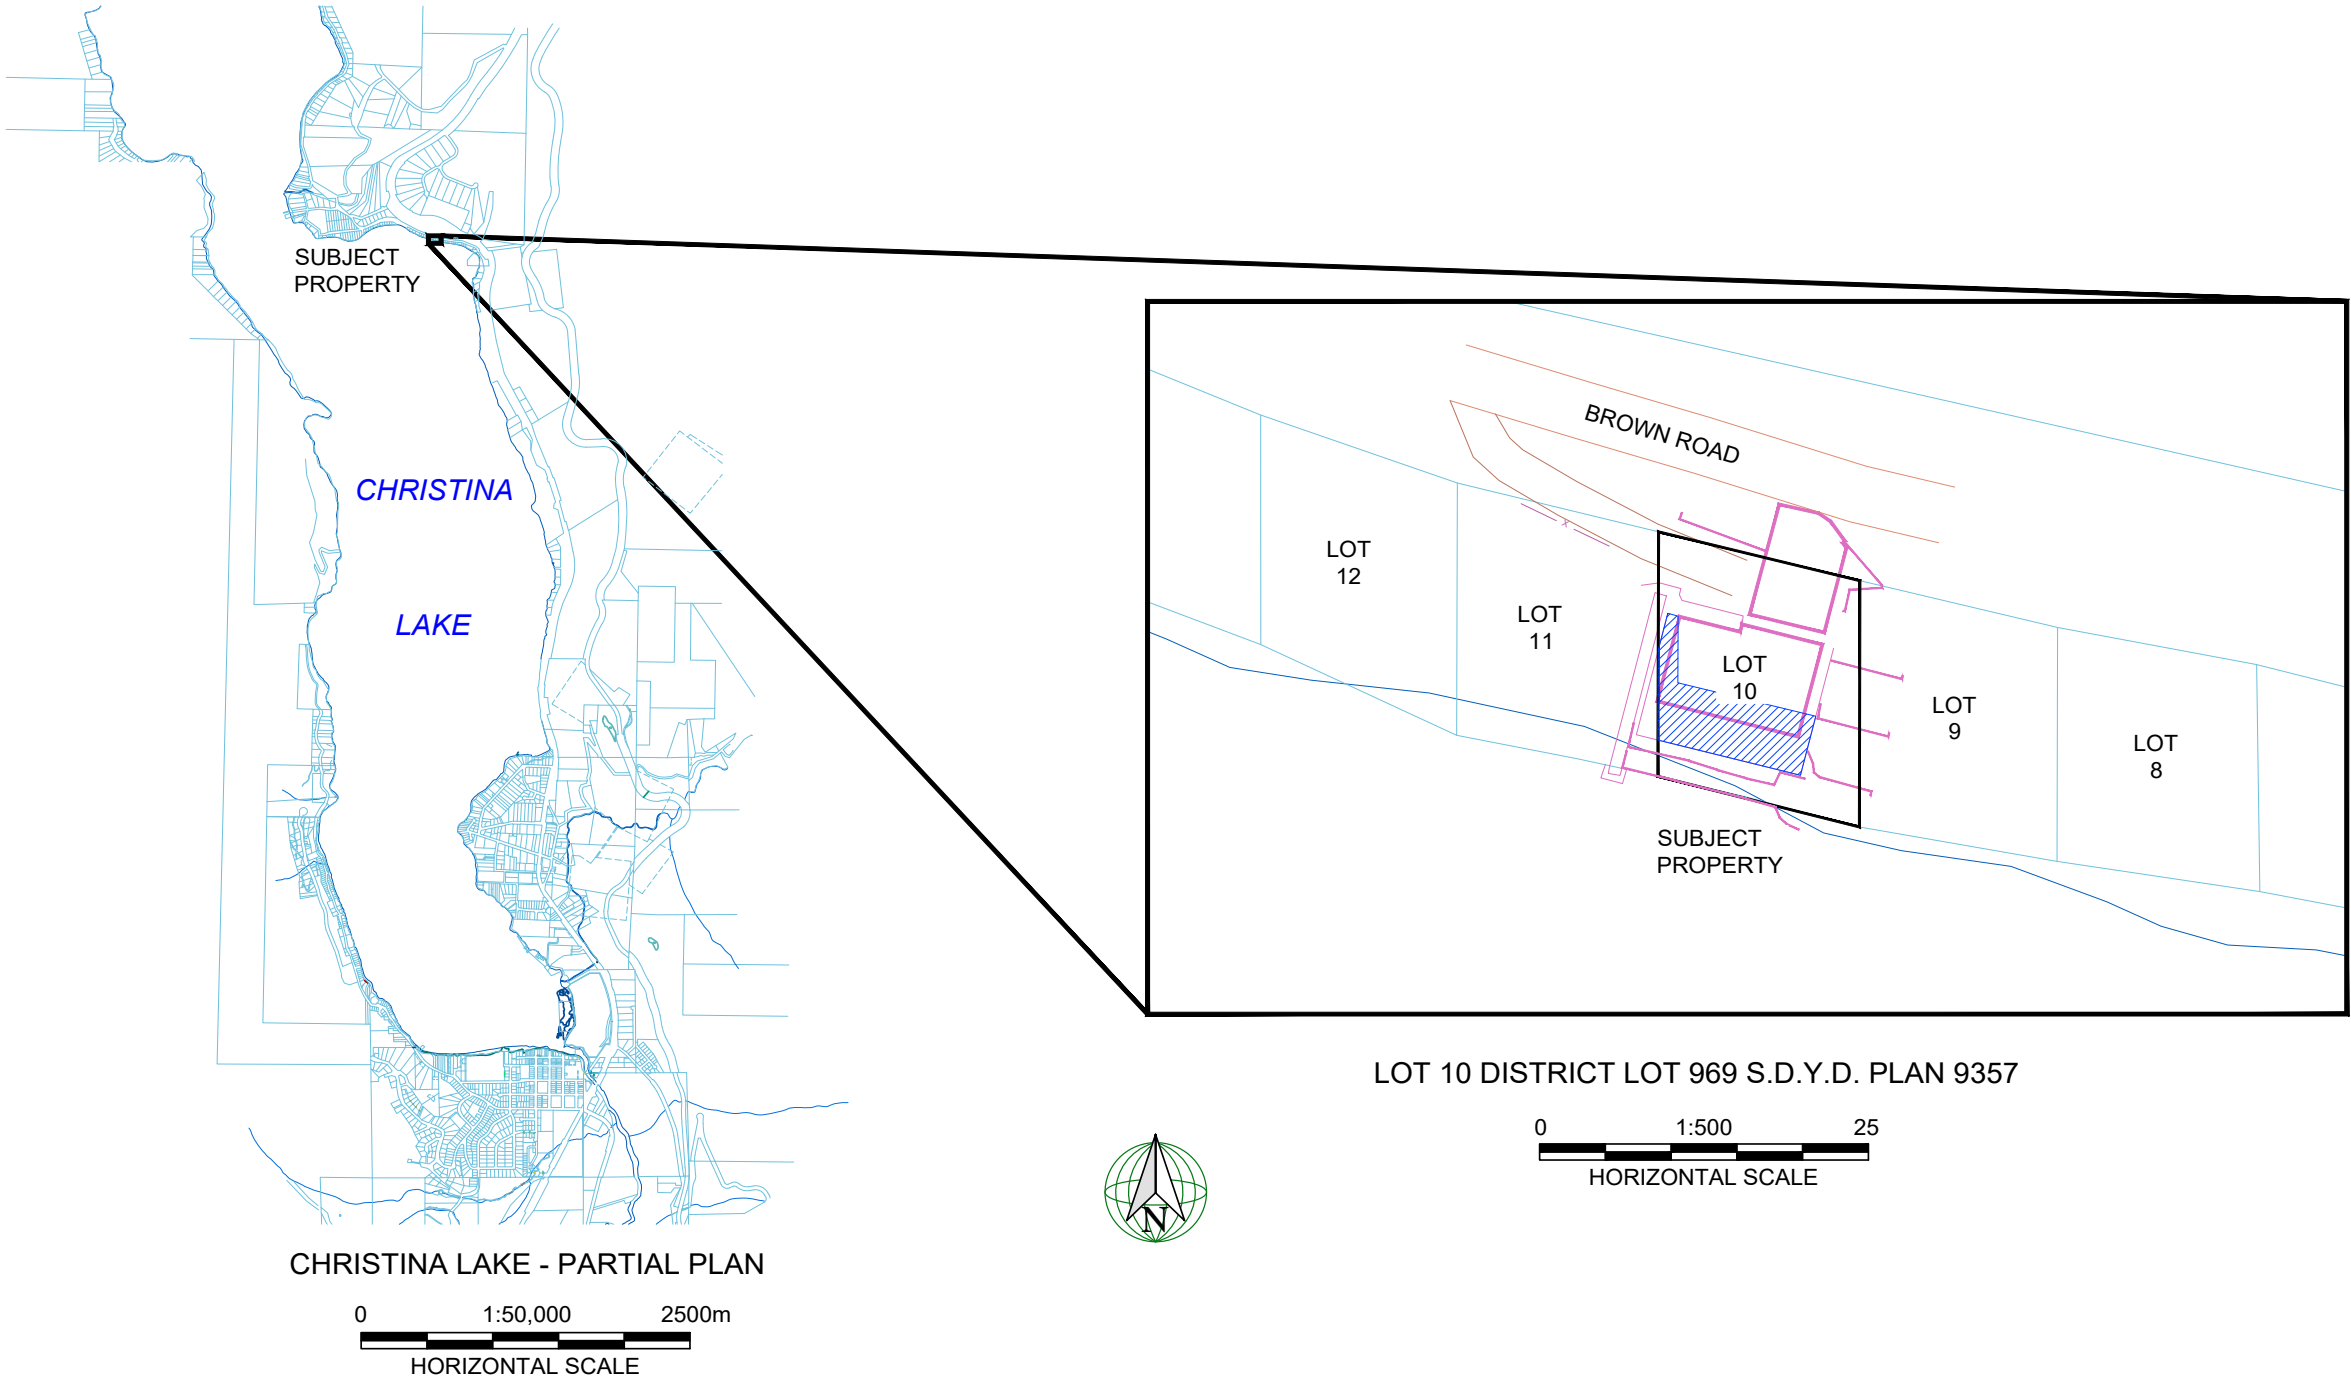 SUBJECT
PROPERTY
CHRISTINA
LAKE
BROWN ROAD
LOT
12
LOT
11
x
LOT
10
LOT
9
LOT
8
SUBJECT
PROPERTY
LOT 10 DISTRICT LOT 969 S.D.Y.D. PLAN 9357
0 1:500 25
HORIZONTAL SCALE
N
CHRISTINA LAKE - PARTIAL PLAN
0 1:50,000 2500m
HORIZONTAL SCALE